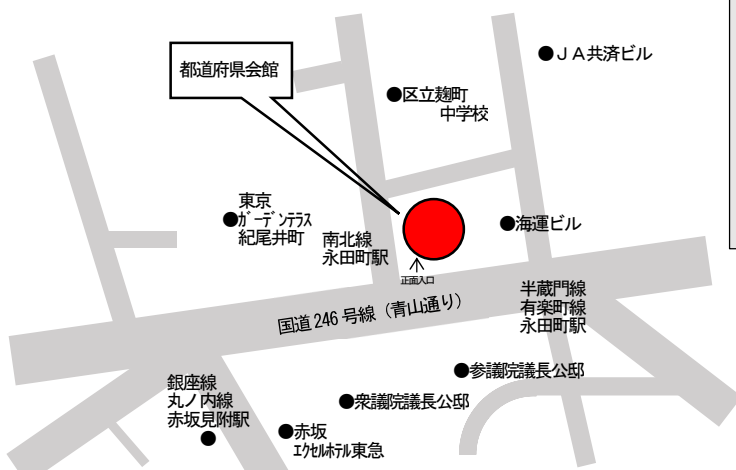 都道府県会館
●ＪＡ共済ビル
●区立麹町
中学校
東京
●ｶﾞｰﾃﾞﾝﾃﾗｽ
紀尾井町
南北線
永田町駅
●海運ビル
正面入口
国道246号線（青山通り）
半蔵門線
有楽町線
永田町駅
銀座線
丸ノ内線
赤坂見附駅
●参議院議長公邸
●衆議院議長公邸
●赤坂
ｴｸｾﾙﾎﾃﾙ東急